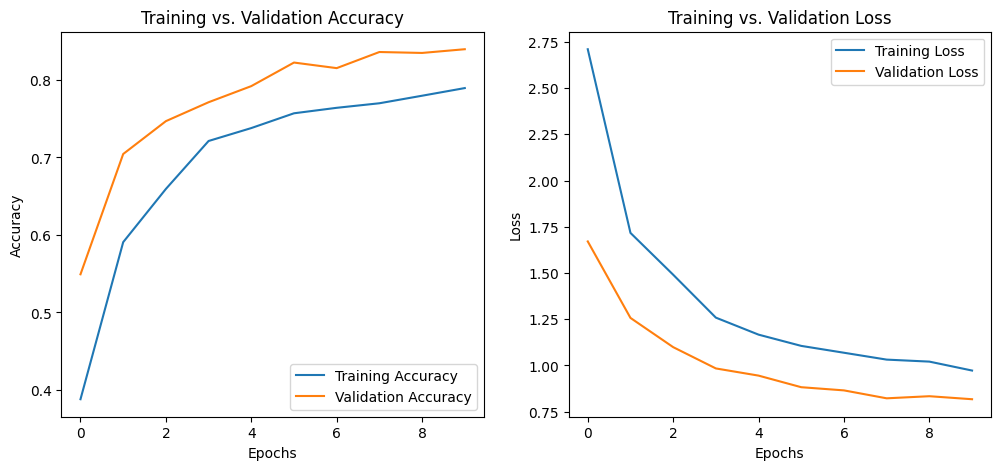 Training vs. Validation Accuracy
Accuracy
0.8
0.7
0.6
0.5
0.4
0
2
4
6
8
Epochs
Training Accuracy
Validation Accuracy
Training vs. Validation Loss
Loss
2.75
2.50
2.25
2.00
1.75
1.50
1.25
1.00
0.75
0
2
4
6
8
Epochs
Training Loss
Validation Loss